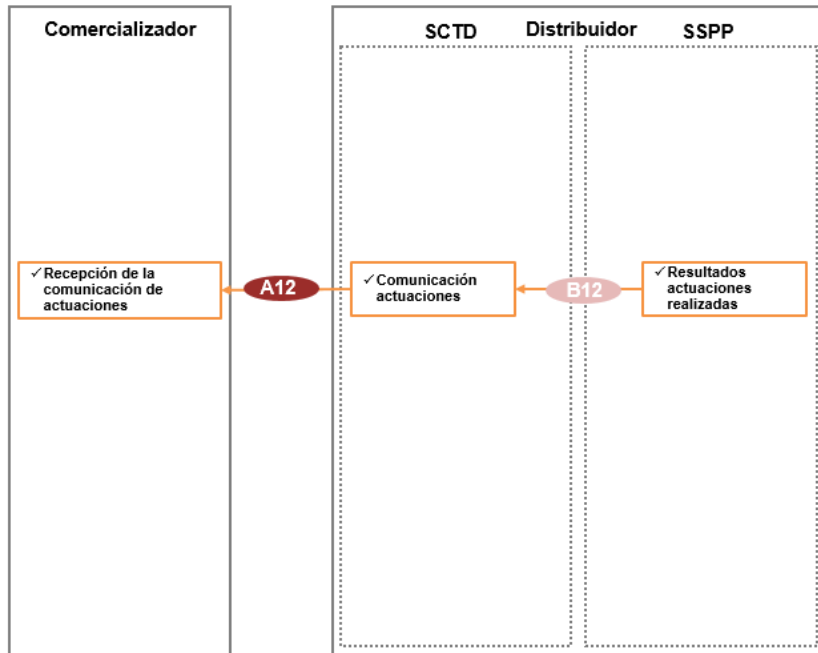 Comercializador
Distribuidor
SCTD
SSPP
✓ Recepción de la
comunicación de
actuaciones
A12
✓ Comunicación
actuaciones
B12
✓ Resultados
actuaciones
realizadas